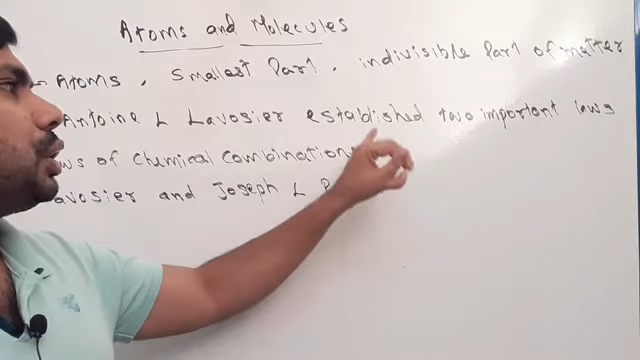 Atoms and Molecules
Atoms . Smallest Part . indivisible Part of matter
Antoine L Lavosier established two important laws
ws of Chemical Combinations
avosier and Joseph L P